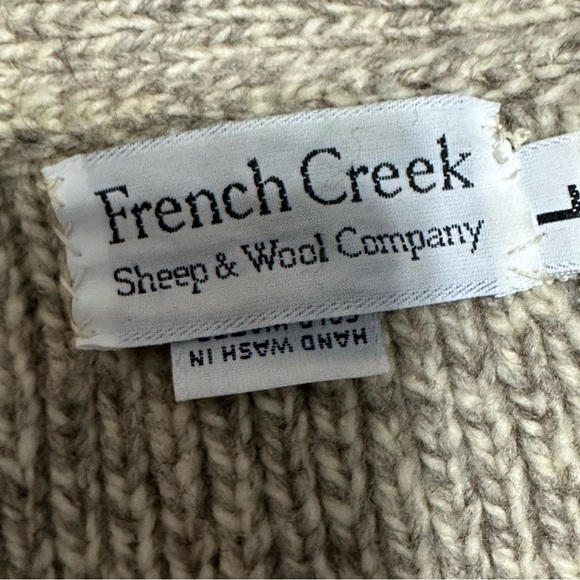 French Creek
Sheep & Wool Company
L
HAND WASH IN